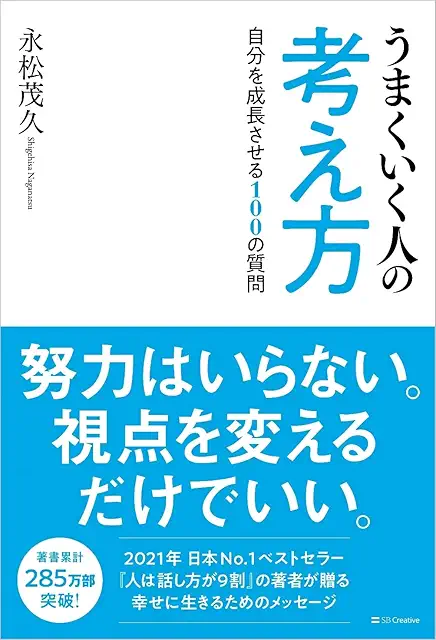 うまくいく人の
考え方
自分を成長させる100の質問
永松茂久
Shigehisa Nagamatsu
努力はいらない。
視点を変える
だけでいい。
著書累計
285万部
突破!
2021年 日本No.1ベストセラー
『人は話し方が9割』の著者が贈る
幸せに生きるためのメッセージ
SB Creative